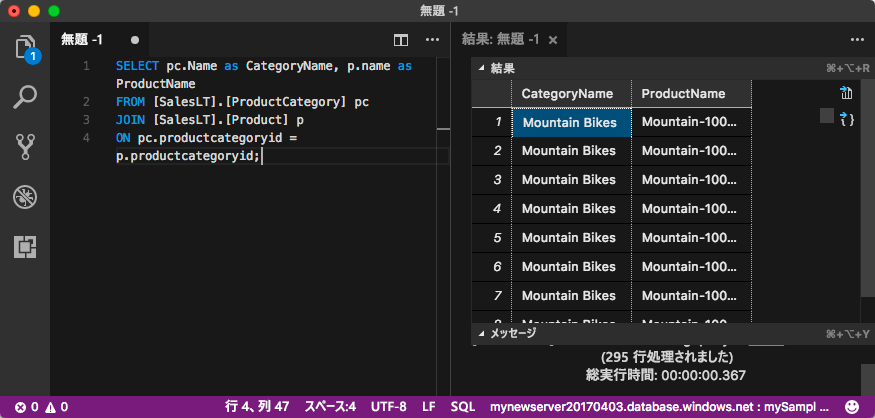 無題 -1
1
無題 -1
結果: 無題 -1
1 SELECT pc.Name as CategoryName, p.name as
ProductName
2 FROM [SalesLT].[ProductCategory] pc
3 JOIN [SalesLT].[Product] p
4 ON pc.productcategoryid =
p.productcategoryid;
結果 ⌘+⌥+R
CategoryName ProductName
1 Mountain Bikes Mountain-100...
2 Mountain Bikes Mountain-100...
3 Mountain Bikes Mountain-100...
4 Mountain Bikes Mountain-100...
5 Mountain Bikes Mountain-100...
6 Mountain Bikes Mountain-100...
7 Mountain Bikes Mountain-100...
メッセージ ⌘+⌥+Y
(295 行処理されました)
総実行時間: 00:00:00.367
0 0 行 4、列 47 スペース:4 UTF-8 LF SQL mynewserver20170403.database.windows.net : mySampl ...